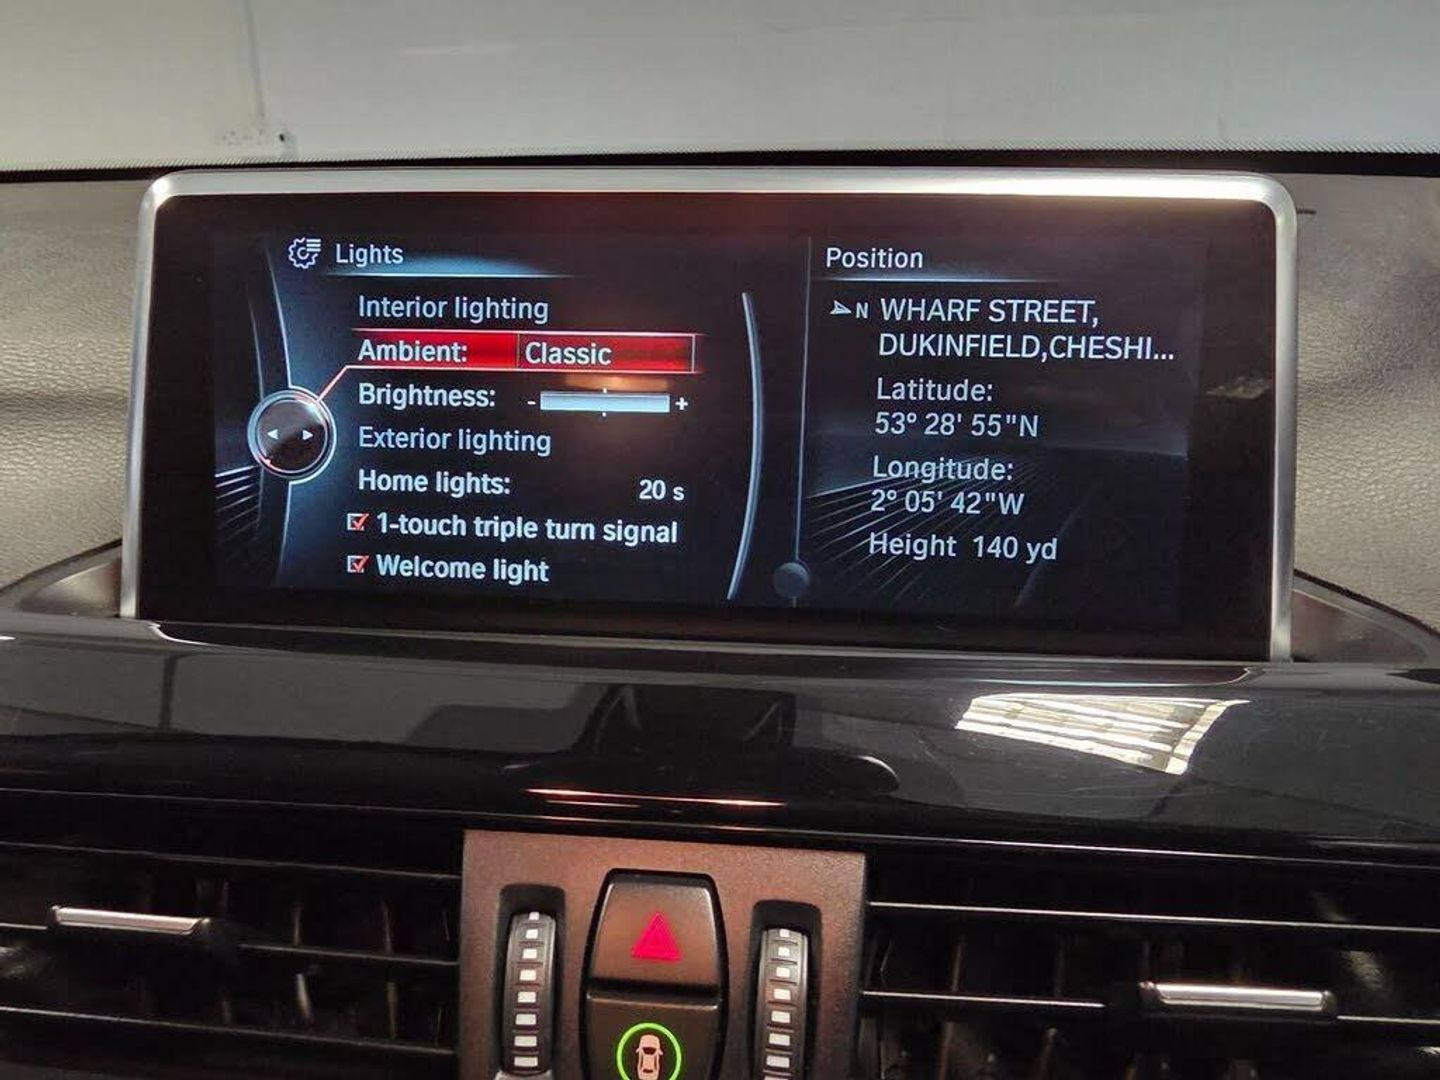 Lights
Interior lighting
Ambient: Classic
Brightness: - +
Exterior lighting
Home lights: 20 s
1-touch triple turn signal
Welcome light
Position
N WHARF STREET,
DUKINFIELD,CHESHI...
Latitude:
53° 28' 55"N
Longitude:
2° 05' 42"W
Height 140 yd